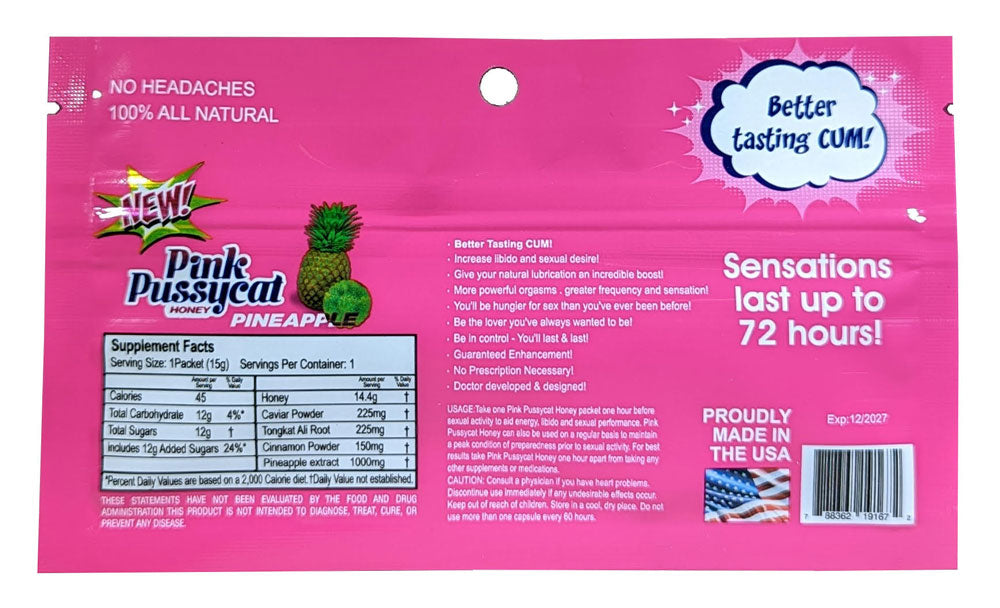 NO HEADACHES
100% ALL NATURAL
Better
tasting CUM!
NEW!
Pink
Pussycat
HONEY
PINEAPPLE
Supplement Facts
Serving Size: 1Packet (15g) Servings Per Container: 1
Amount per Serving % Daily Value
Calories 45
Total Carbohydrate 12g 4%*
Total Sugars 12g †
includes 12g Added Sugars 24%*
Amount per Serving % Daily Value
Honey 14.4g †
Caviar Powder 225mg †
Tongkat Ali Root 225mg †
Cinnamon Powder 150mg †
Pineapple extract 1000mg †
*Percent Daily Values are based on a 2,000 Calorie diet. †Daily Value not established.
THESE STATEMENTS HAVE NOT BEEN EVALUATED BY THE FOOD AND DRUG
ADMINISTRATION THIS PRODUCT IS NOT INTENDED TO DIAGNOSE, TREAT, CURE, OR
PREVENT ANY DISEASE.
· Better Tasting CUM!
· Increase libido and sexual desire!
· Give your natural lubrication an incredible boost!
· More powerful orgasms , greater frequency and sensation!
· You'll be hungier for sex than you've ever been before!
· Be the lover you've always wanted to be!
· Be in control - You'll last & last!
· Guaranteed Enhancement!
· No Prescription Necessary!
· Doctor developed & designed!
USAGE:Take one Pink Pussycat Honey packet one hour before
sexual activity to aid energy, libido and sexual performance. Pink
Pussycat Honey can also be used on a regular basis to maintain
a peak condition of preparedness prior to sexual activity. For best
results take Pink Pussycat Honey one hour apart from taking any
other supplements or medications.
CAUTION: Consult a physician if you have heart problems.
Discontinue use immediately if any undesirable effects occur.
Keep out of reach of children. Store in a cool, dry place. Do not
use more than one capsule every 60 hours.
Sensations
last up to
72 hours!
PROUDLY
MADE IN
THE USA
Exp:12/2027
7 88362 19167 2